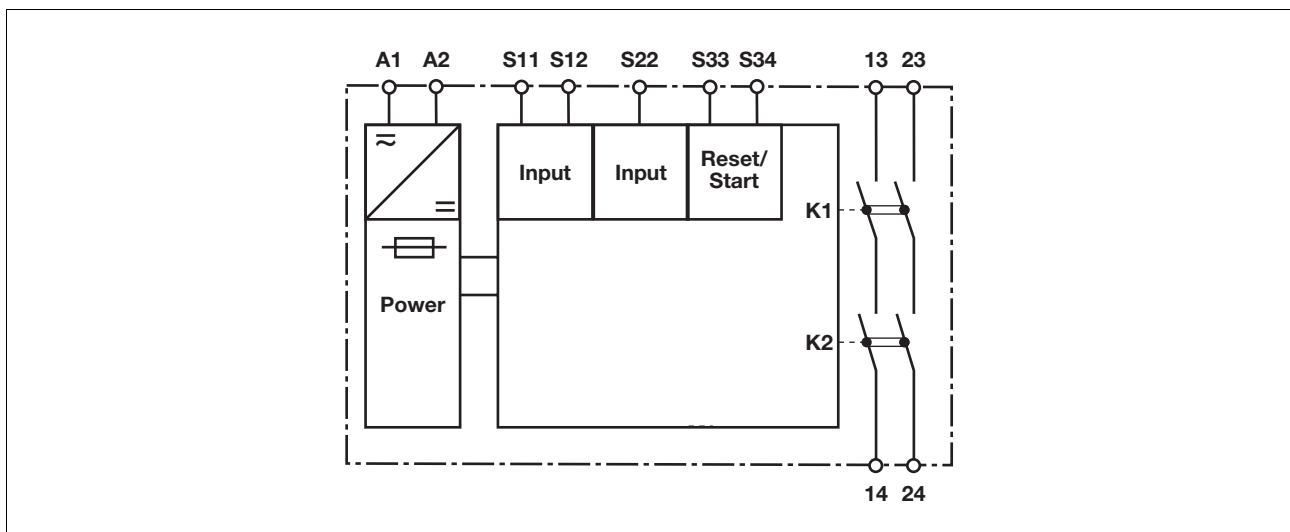 A1 A2 S11 S12 S22 S33 S34 13 23
Input Input Reset/
Start
K1
Power
K2
14 24